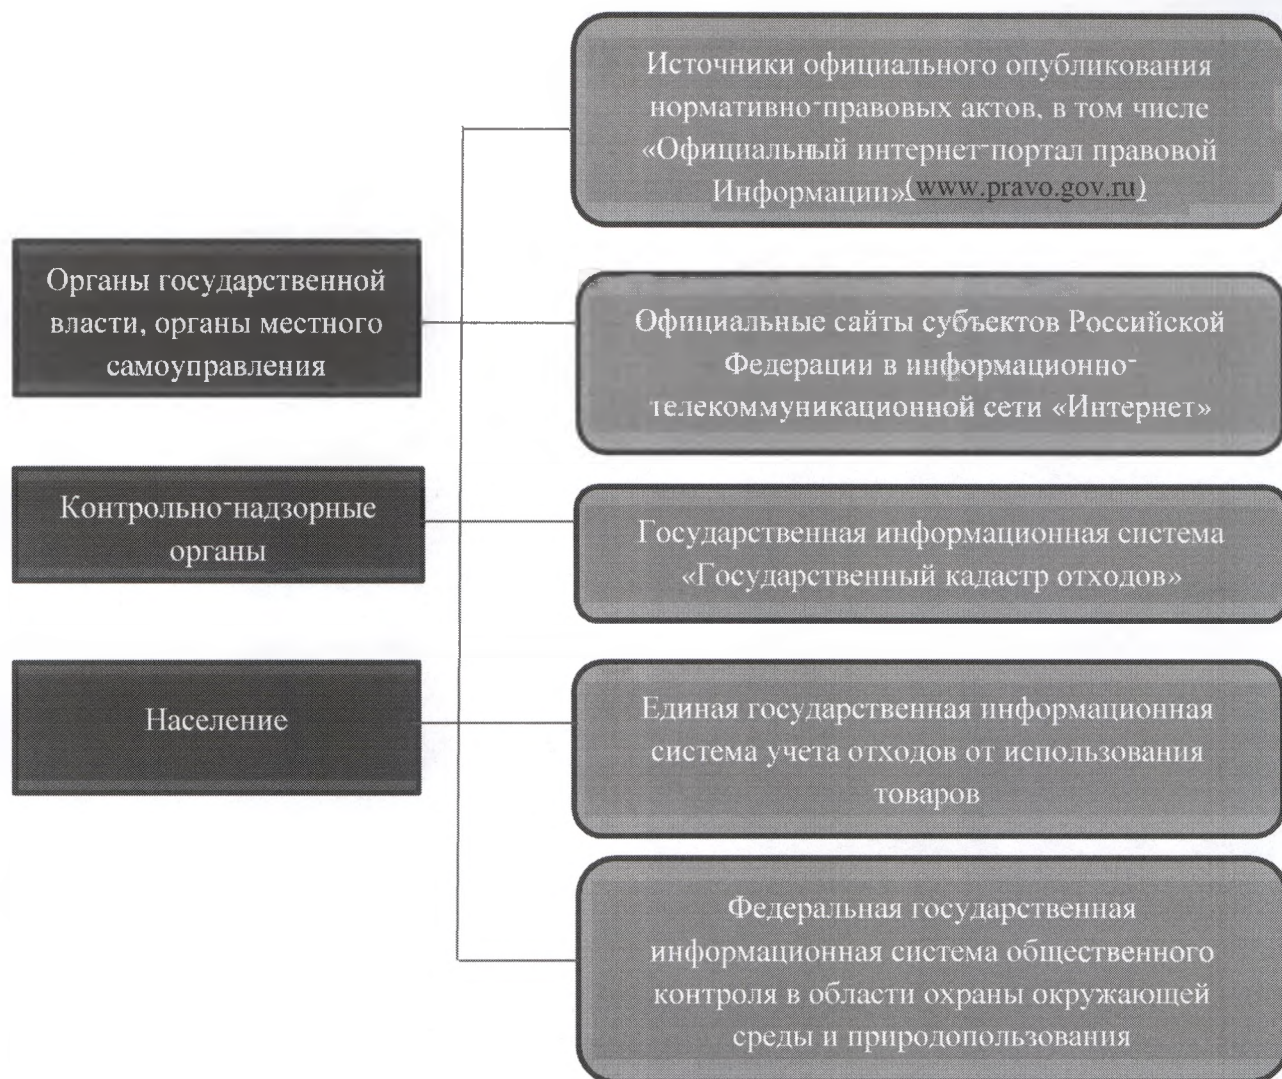 Органы государственной
власти, органы местного
самоуправления
Контрольно-надзорные
органы
Население
Источники официального опубликования
нормативно-правовых актов, в том числе
«Официальный интернет-портал правовой
Информации»(www.pravo.gov.ru)
Официальные сайты субъектов Российской
Федерации в информационно-
телекоммуникационной сети «Интернет»
Государственная информационная система
«Государственный кадастр отходов»
Единая государственная информационная
система учета отходов от использования
товаров
Федеральная государственная
информационная система общественного
контроля в области охраны окружающей
среды и природопользования